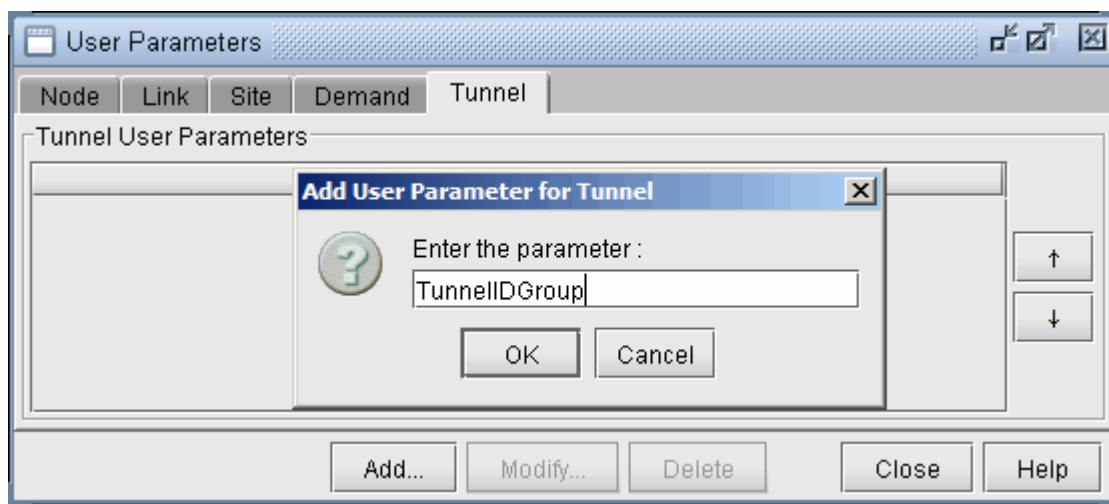 User Parameters
Node Link Site Demand Tunnel
Tunnel User Parameters
Add User Parameter for Tunnel
Enter the parameter :
TunnelIDGroup
OK Cancel
Add... Modify... Delete Close Help